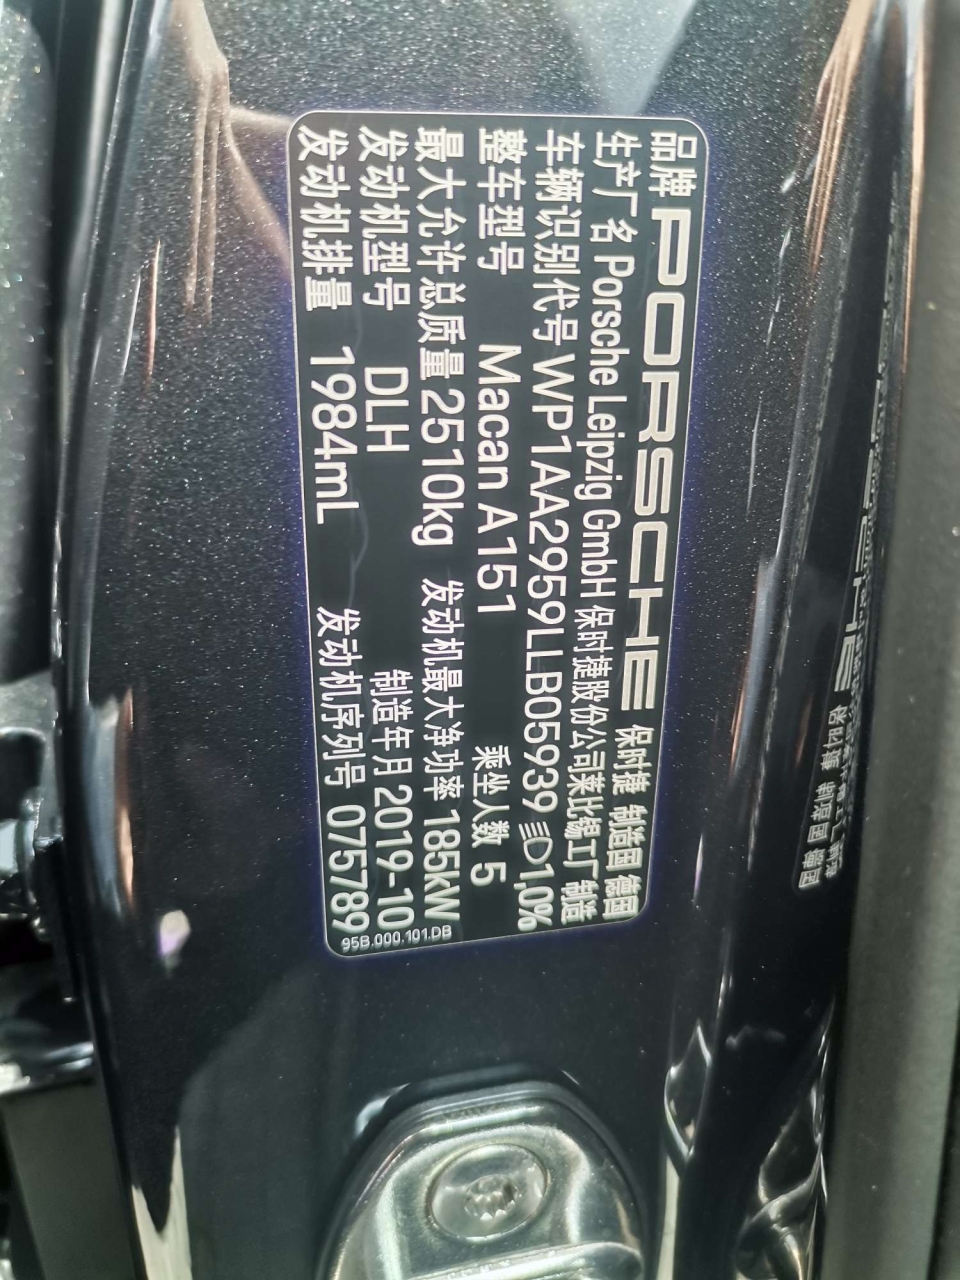 品牌 PORSCHE 保时捷 制造国 德国
生产厂名 Porsche Leipzig GmbH 保时捷股份公司莱比锡工厂 制造
车辆识别代号 WP1AA2959LLB05939 1,0%
整车型号 Macan A151 乘坐人数 5
最大允许总质量 2510kg 发动机最大净功率 185kW
发动机型号 DLH 制造年月 2019-10
发动机排量 1984mL 发动机序列号 075789
95B.000.101.DB